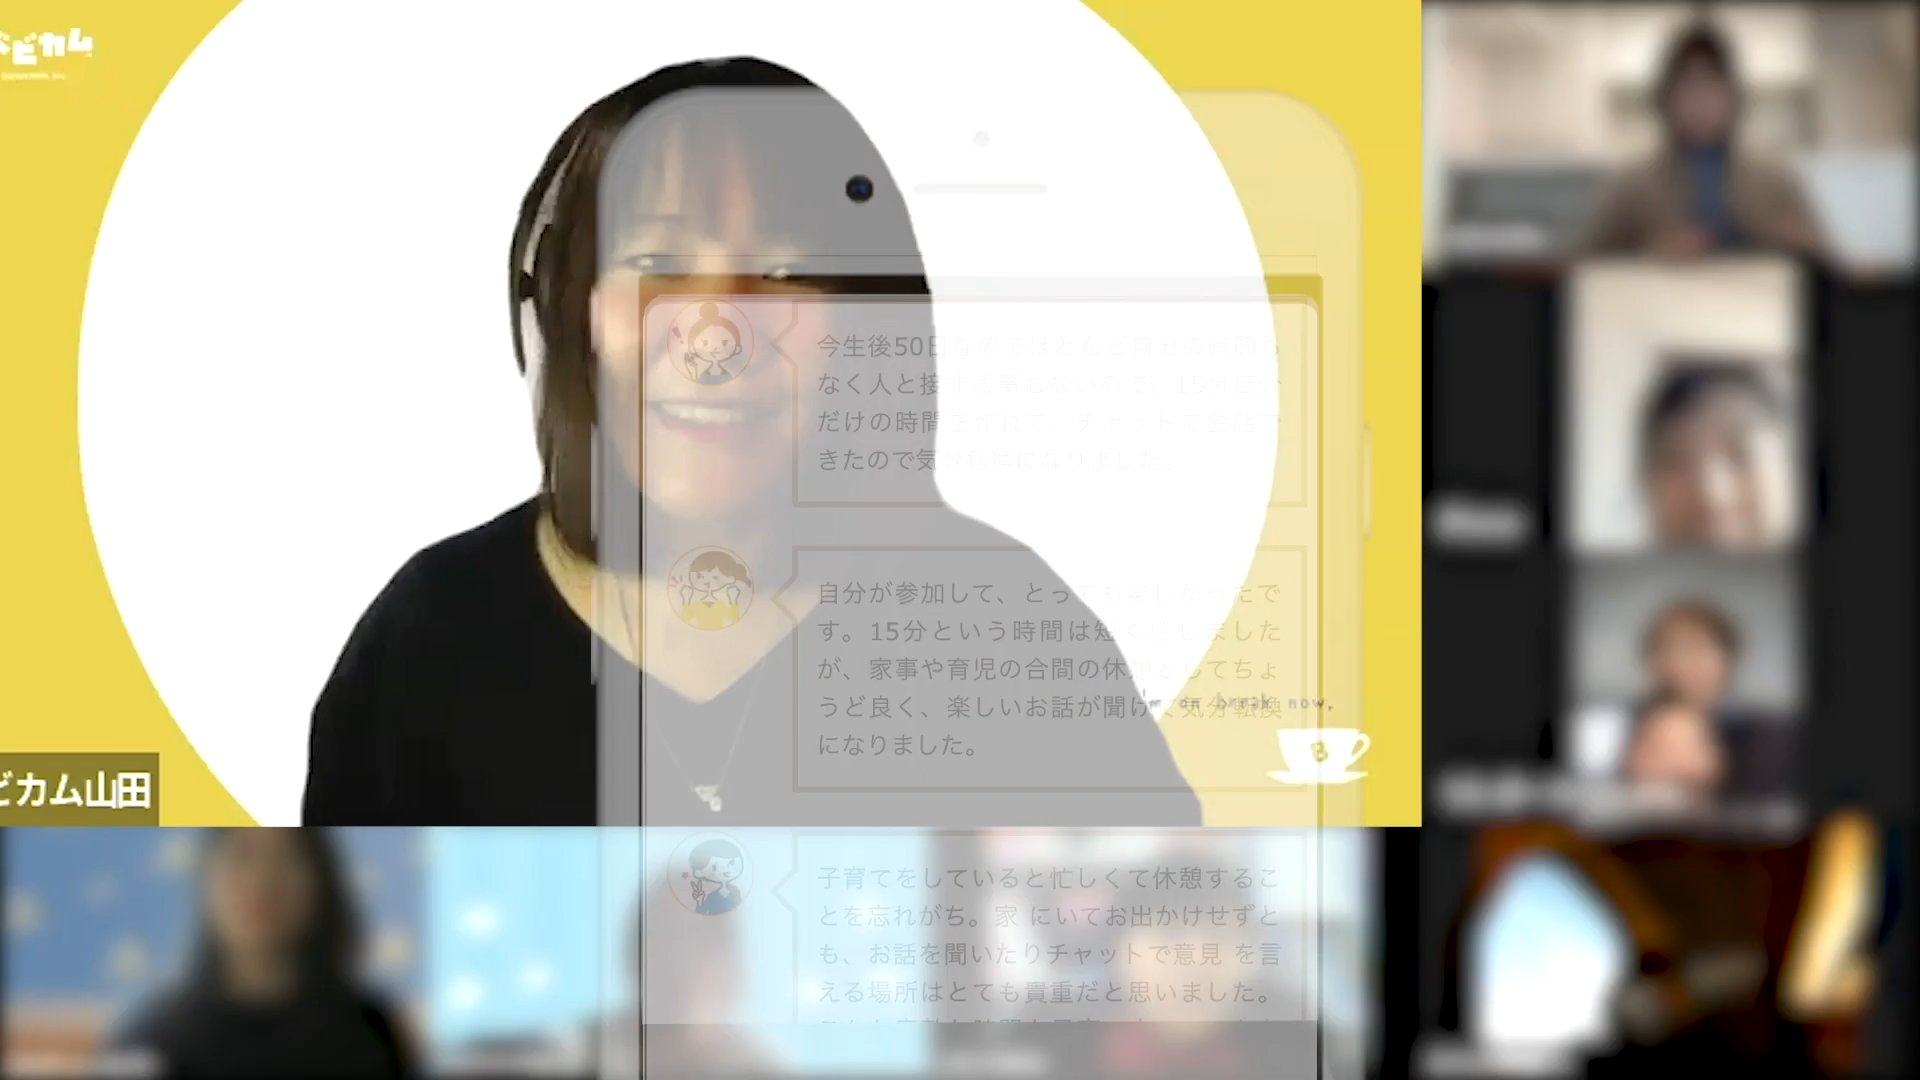 ベビカム
今生後50日なのでほとんど自分の時間も
なく人と接する事もないので、15分自分
だけの時間を作れて、チャットで会話で
きたので気分転換になりました。
自分が参加して、とっても楽しかったで
す。15分という時間は短く感じました
が、家事や育児の合間の休憩としてちょ
うど良く、楽しいお話が聞けて気分転換
になりました。
I'm on break now,
ビカム山田
子育てをしていると忙しくて休憩するこ
とを忘れがち。家 にいてお出かけせずと
も、お話を聞いたりチャットで意見 を言
える場所はとても貴重だと思いました。